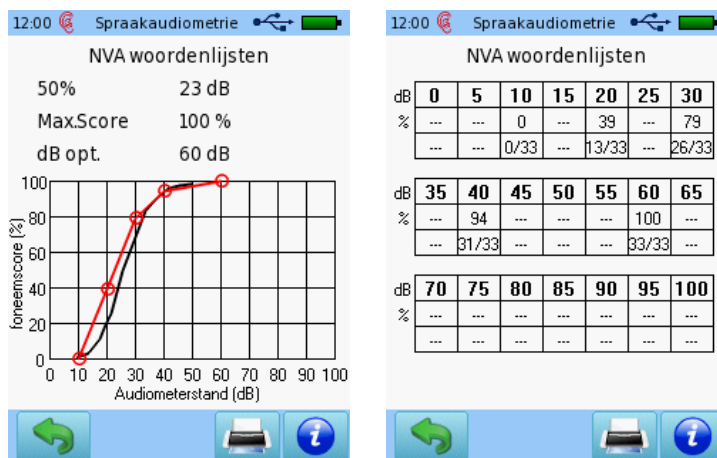 12:00 Spraakaudiometrie
NVA woordenlijsten
50% 23 dB
Max.Score 100 %
dB opt. 60 dB
foneemscore (%)
100
80
60
40
20
0
0 10 20 30 40 50 60 70 80 90 100
Audiometerstand (dB)
12:00 Spraakaudiometrie
NVA woordenlijsten
dB 0 5 10 15 20 25 30
% --- --- 0 --- 39 --- 79
--- --- 0/33 --- 13/33 --- 26/33
dB 35 40 45 50 55 60 65
% --- 94 --- --- --- 100 ---
--- 31/33 --- --- --- 33/33 ---
dB 70 75 80 85 90 95 100
% --- --- --- --- --- --- ---
--- --- --- --- --- --- ---